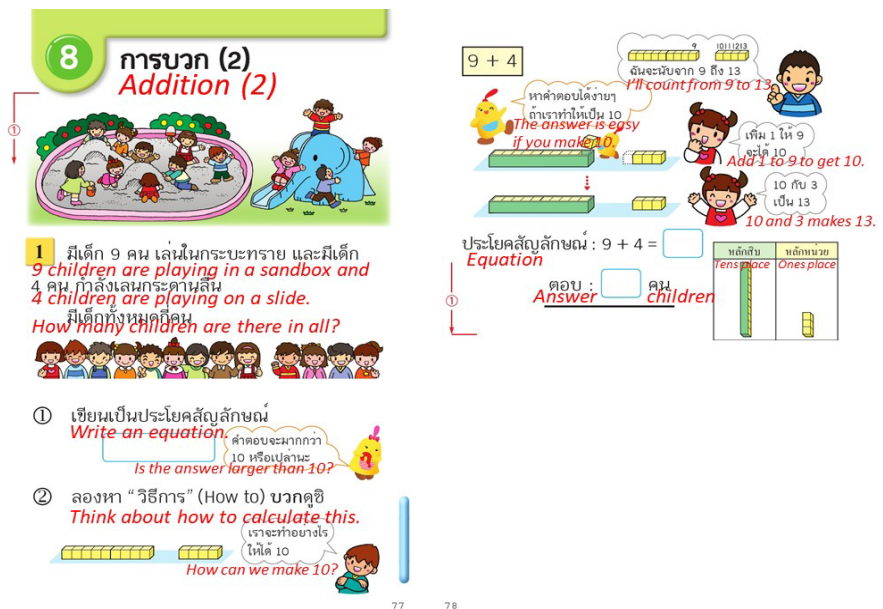 8 การบวก (2)
Addition (2)
①
1 มีเด็ก 9 คน เล่นในกระบะทราย และมีเด็ก
9 children are playing in a sandbox and
4 คน กำลังเล่นกระดานลื่น
4 children are playing on a slide.
มีเด็กทั้งหมดกี่คน
How many children are there in all?
① เขียนเป็นประโยคสัญลักษณ์
Write an equation.
คำตอบจะมากกว่า
10 หรือเปล่านะ
Is the answer larger than 10?
② ลองหา “ วิธีการ” (How to) บวกดูซิ
Think about how to calculate this.
เราจะทำอย่างไร
ให้ได้ 10
How can we make 10?
77
9 + 4
9 10111213
ฉันจะนับจาก 9 ถึง 13
I'll count from 9 to 13.
หาคำตอบได้ง่ายๆ
ถ้าเราทำให้เป็น 10
The answer is easy
if you make 10.
เพิ่ม 1 ให้ 9
จะได้ 10
Add 1 to 9 to get 10.
10 กับ 3
เป็น 13
10 and 3 makes 13.
ประโยคสัญลักษณ์ : 9 + 4 =
Equation
ตอบ : คน
Answer children
①
หลักสิบ หลักหน่วย
Tens place Ones place
78